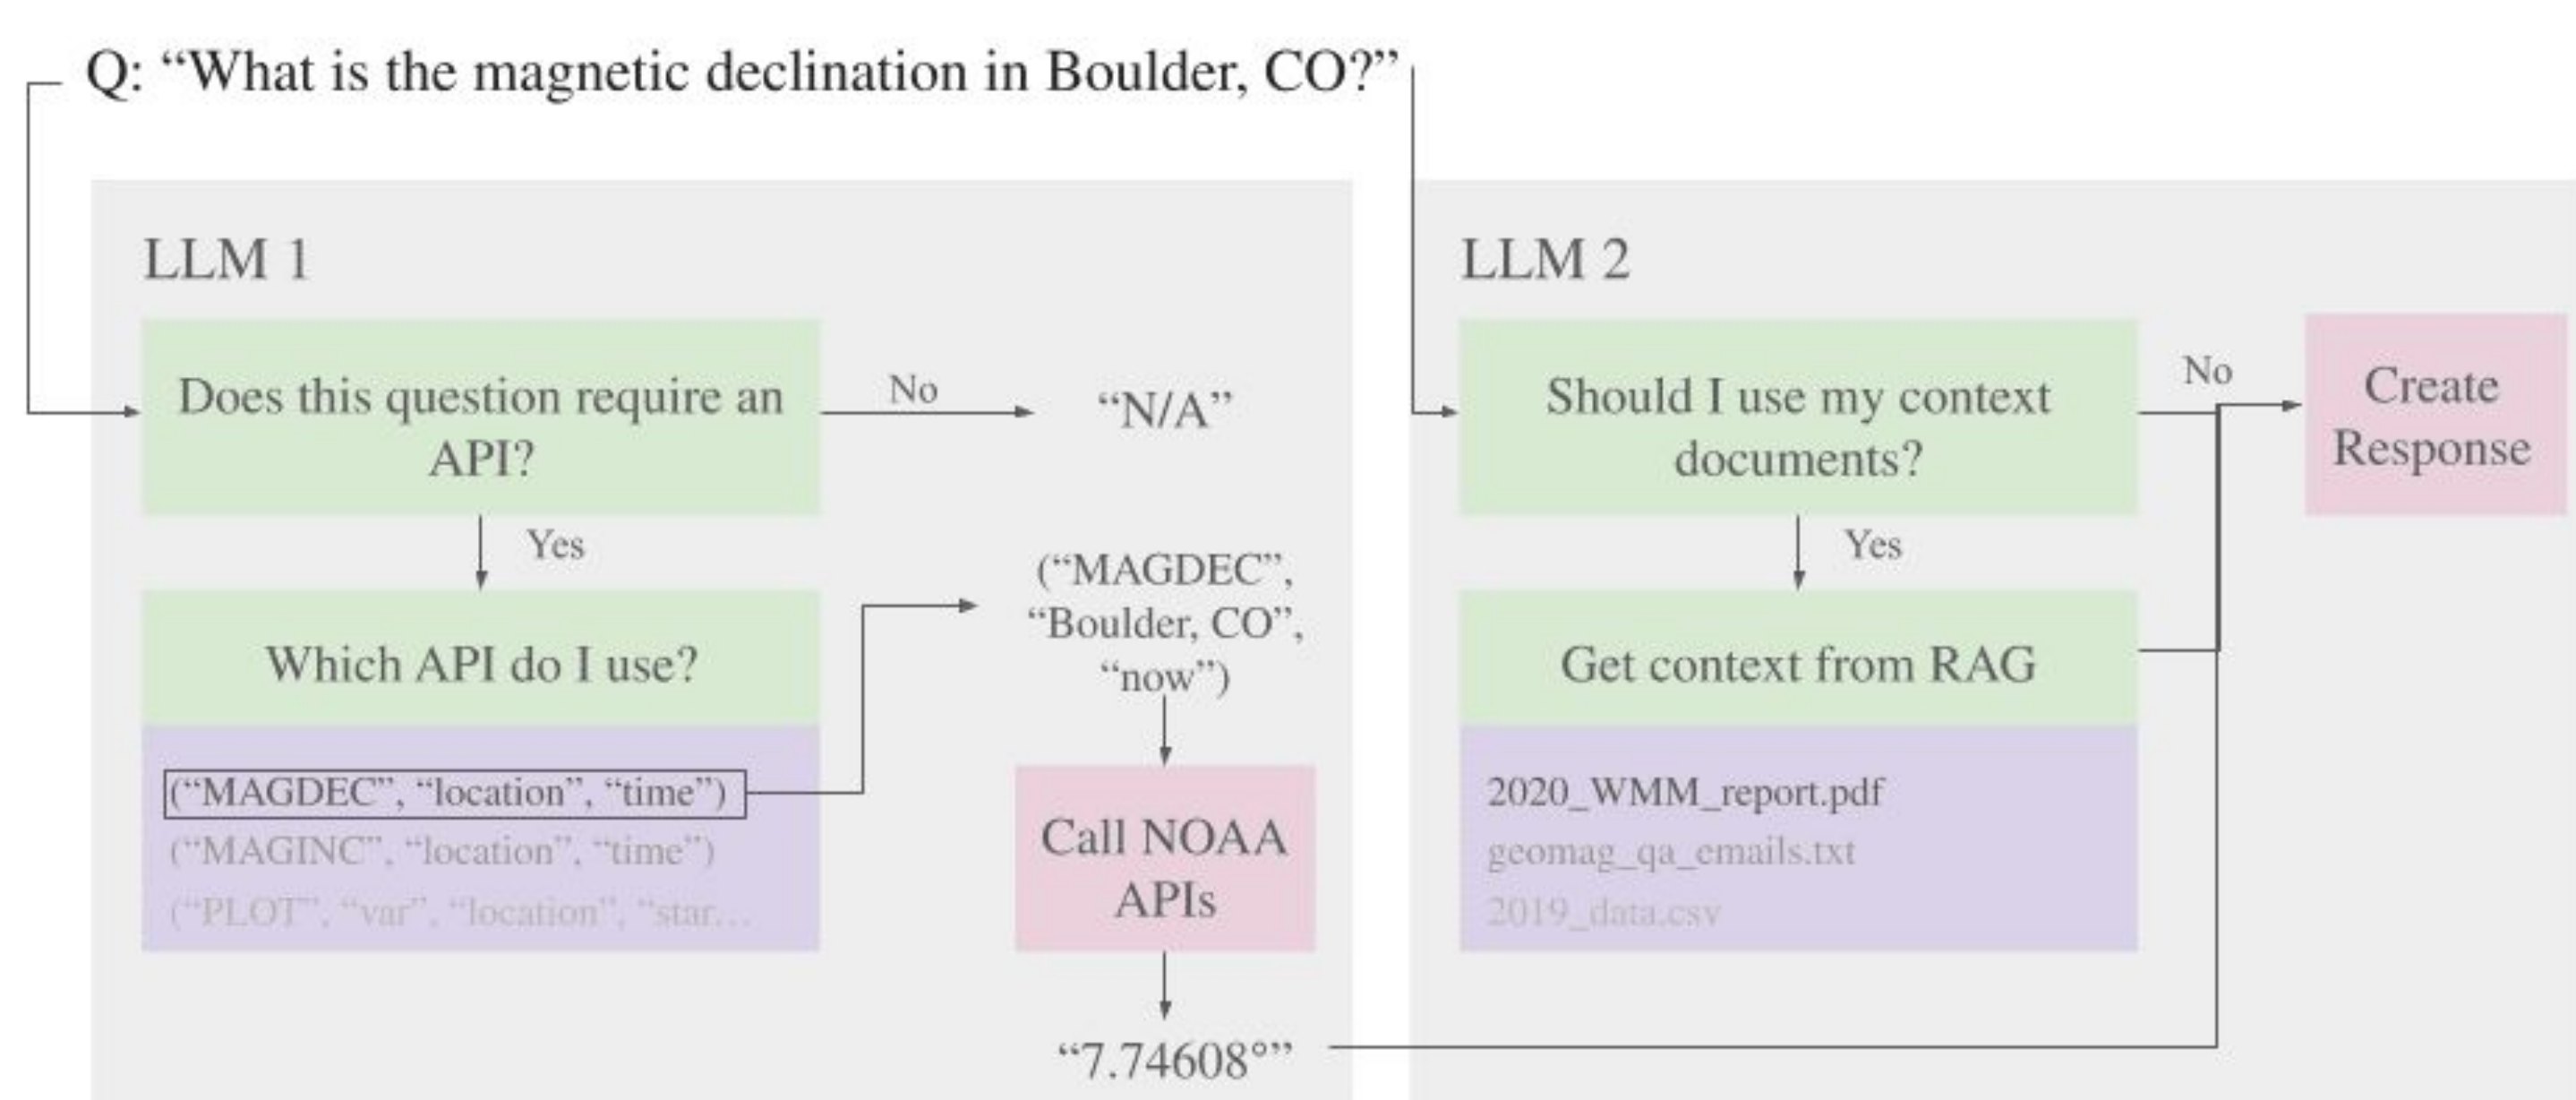 Q: “What is the magnetic declination in Boulder, CO?”
LLM 1
Does this question require an
API?
No
“N/A”
Yes
Which API do I use?
(“MAGDEC”, “location”, “time”)
(“MAGINC”, “location”, “time”)
(“PLOT”, “var”, “location”, “star…
(“MAGDEC”,
“Boulder, CO”,
“now”)
Call NOAA
APIs
“7.74608°”
LLM 2
Should I use my context
documents?
No
Create
Response
Yes
Get context from RAG
2020_WMM_report.pdf
geomag_qa_emails.txt
2019_data.csv